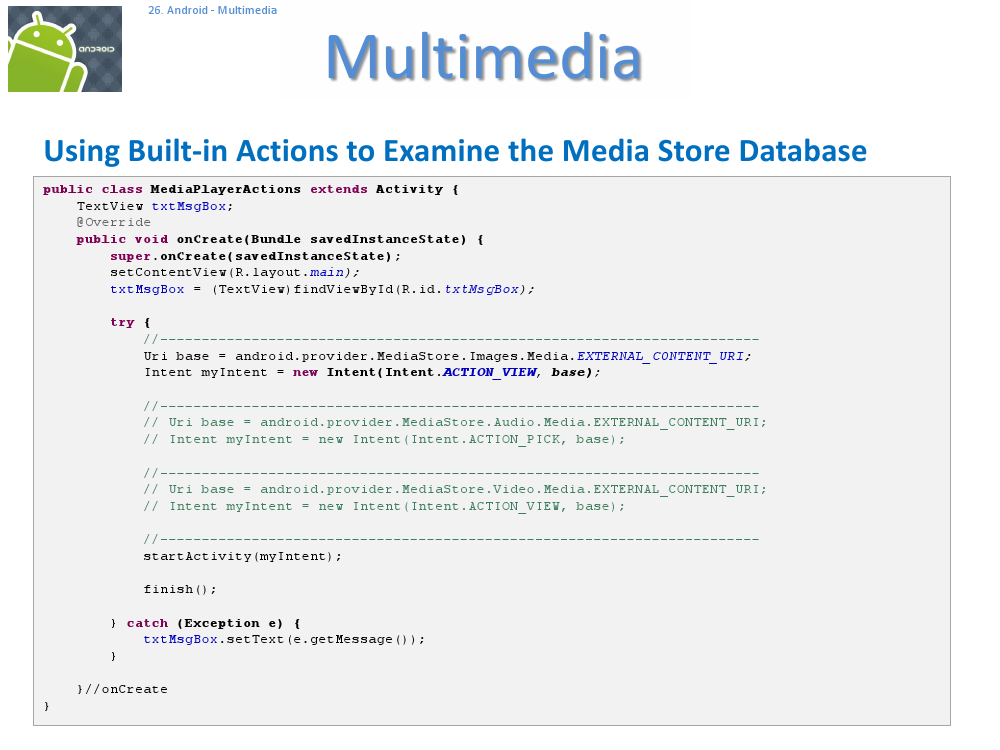 26. Android - Multimedia
ANDROID
Multimedia
Using Built-in Actions to Examine the Media Store Database
public class MediaPlayerActions extends Activity {
    TextView txtMsgBox;
    @Override
    public void onCreate(Bundle savedInstanceState) {
        super.onCreate(savedInstanceState);
        setContentView(R.layout.main);
        txtMsgBox = (TextView)findViewById(R.id.txtMsgBox);
        try {
            //------------------------------------------------------------------------
            Uri base = android.provider.MediaStore.Images.Media.EXTERNAL_CONTENT_URI;
            Intent myIntent = new Intent(Intent.ACTION_VIEW, base);
            //------------------------------------------------------------------------
            // Uri base = android.provider.MediaStore.Audio.Media.EXTERNAL_CONTENT_URI;
            // Intent myIntent = new Intent(Intent.ACTION_PICK, base);
            //------------------------------------------------------------------------
            // Uri base = android.provider.MediaStore.Video.Media.EXTERNAL_CONTENT_URI;
            // Intent myIntent = new Intent(Intent.ACTION_VIEW, base);
            //------------------------------------------------------------------------
            startActivity(myIntent);
            finish();
        } catch (Exception e) {
            txtMsgBox.setText(e.getMessage());
        }
    }//onCreate
}